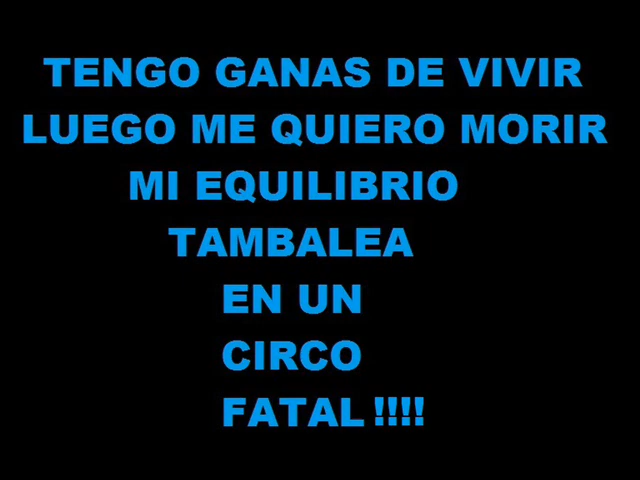 TENGO GANAS DE VIVIR
LUEGO ME QUIERO MORIR
MI EQUILIBRIO
TAMBALEA
EN UN
CIRCO
FATAL !!!!